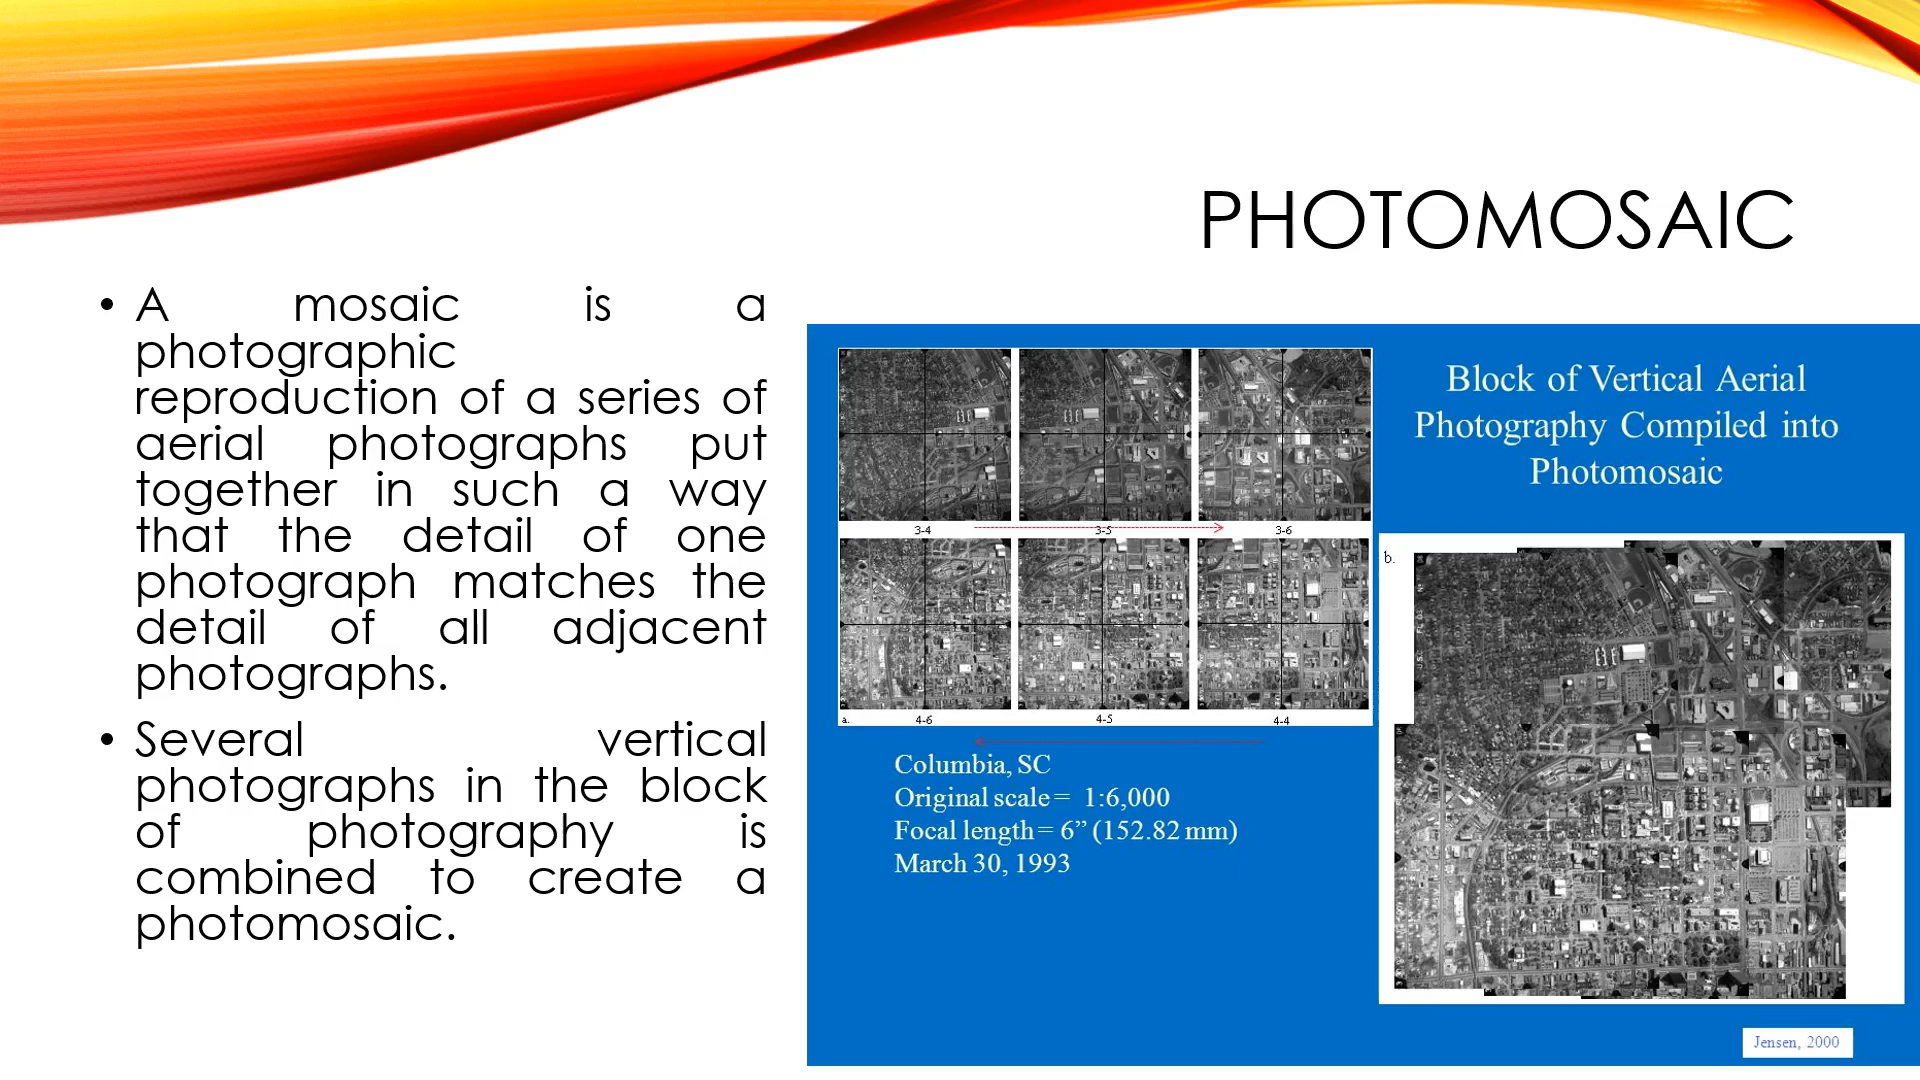 PHOTOMOSAIC
• A mosaic is a
photographic
reproduction of a series of
aerial photographs put
together in such a way
that the detail of one
photograph matches the
detail of all adjacent
photographs.
• Several vertical
photographs in the block
of photography is
combined to create a
photomosaic.
Block of Vertical Aerial
Photography Compiled into
Photomosaic
3-4 3-5 3-6
a. 4-6 4-5 4-4
Columbia, SC
Original scale = 1:6,000
Focal length = 6” (152.82 mm)
March 30, 1993
b.
Jensen, 2000